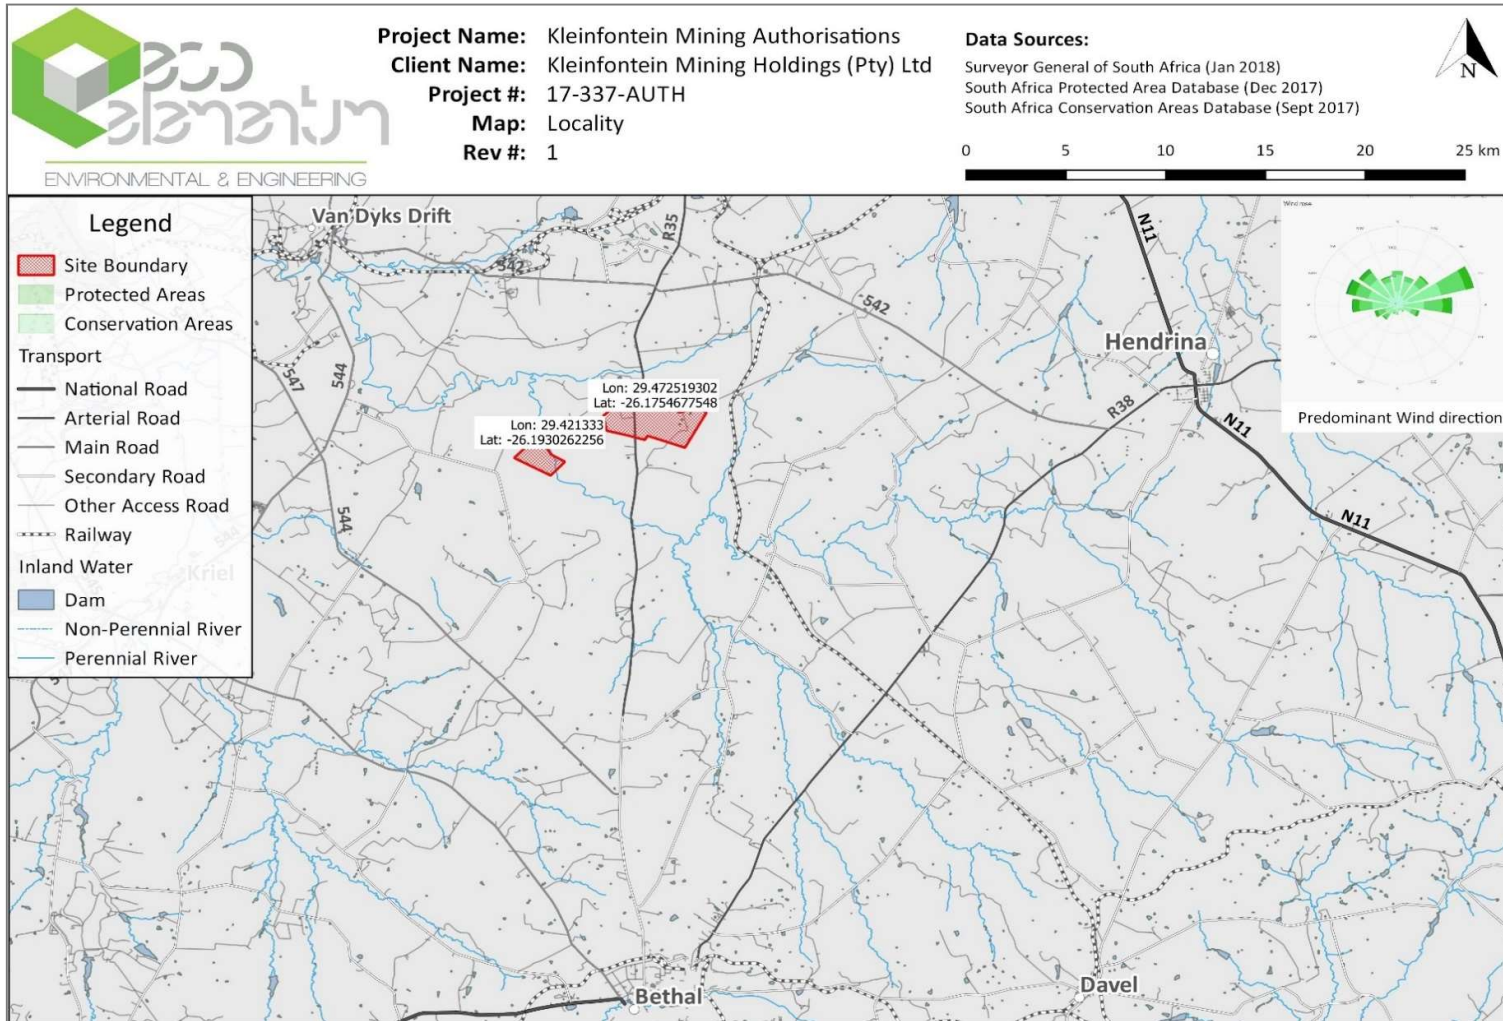 eco
elementum
ENVIRONMENTAL & ENGINEERING
Project Name: Kleinfontein Mining Authorisations
Client Name: Kleinfontein Mining Holdings (Pty) Ltd
Project #: 17-337-AUTH
Map: Locality
Rev #: 1
Data Sources:
Surveyor General of South Africa (Jan 2018)
South Africa Protected Area Database (Dec 2017)
South Africa Conservation Areas Database (Sept 2017)
N
0 5 10 15 20 25 km
Legend
Site Boundary
Protected Areas
Conservation Areas
Transport
National Road
Arterial Road
Main Road
Secondary Road
Other Access Road
Railway
Inland Water
Dam
Non-Perennial River
Perennial River
Van Dyks Drift
R35
N11
Wind rose
542
542
Hendrina
Predominant Wind direction
547
544
Lon: 29.472519302
Lat: -26.1754677548
R38
Lon: 29.421333
Lat: -26.1930262256
N11
544
N11
544
Kriel
Bethal
Davel